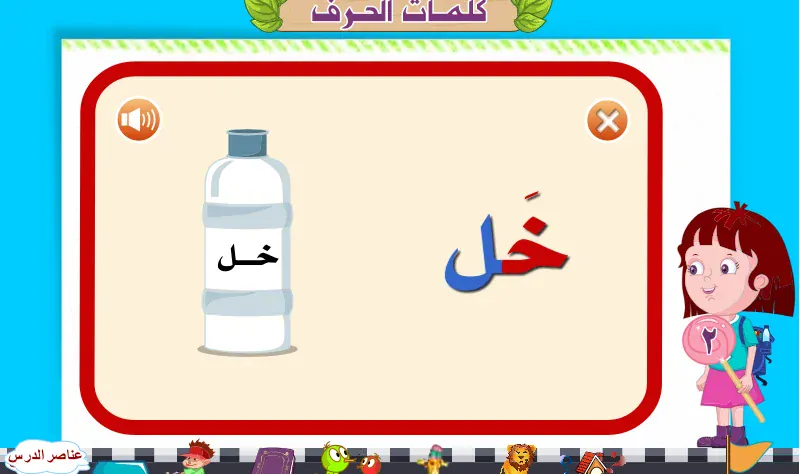 كلمات الحرف
خَل
خـل
٢
عناصر الدرس